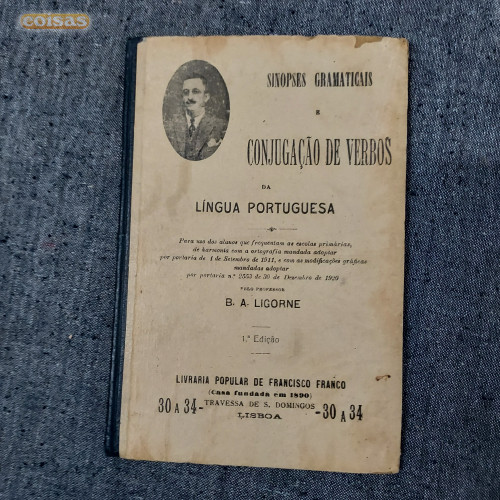 coisas
SINOPSES GRAMATICAIS
E
CONJUGAÇÃO DE VERBOS
DA
LÍNGUA PORTUGUESA
Para uso dos alunos que frequentam as escolas primárias,
de harmonia com a ortografia mandada adoptar
por portaria de 1 de Setembro de 1911, e com as modificações gráficas
mandadas adoptar
por portaria n.º 2553 de 30 de Dezembro de 1920
PELO PROFESSOR
B. A. LIGORNE
1.ª Edição
LIVRARIA POPULAR DE FRANCISCO FRANCO
(Casa fundada em 1890)
30 A 34 - TRAVESSA DE S. DOMINGOS - 30 A 34
LISBOA